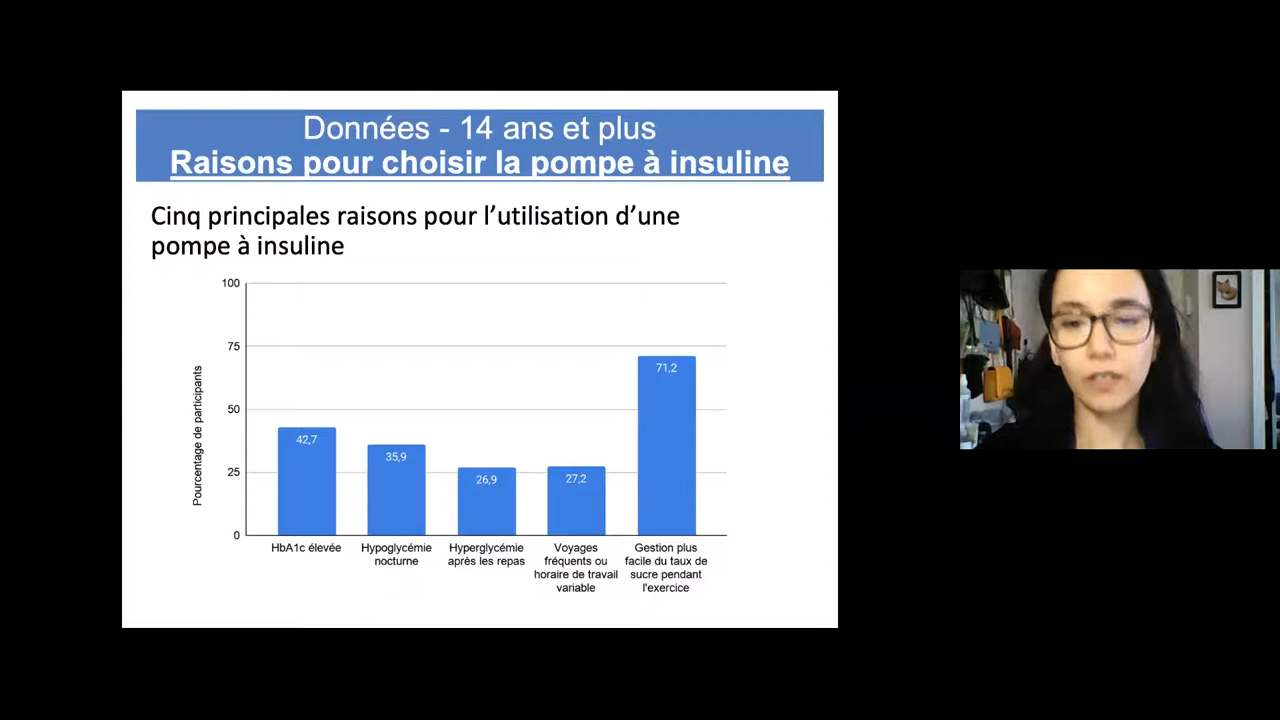 Données - 14 ans et plus
Raisons pour choisir la pompe à insuline
Cinq principales raisons pour l’utilisation d’une
pompe à insuline
Pourcentage de participants
100
75
50
25
0
42,7
35,9
26,9
27,2
71,2
HbA1c élevée
Hypoglycémie
nocturne
Hyperglycémie
après les repas
Voyages
fréquents ou
horaire de travail
variable
Gestion plus
facile du taux de
sucre pendant
l'exercice